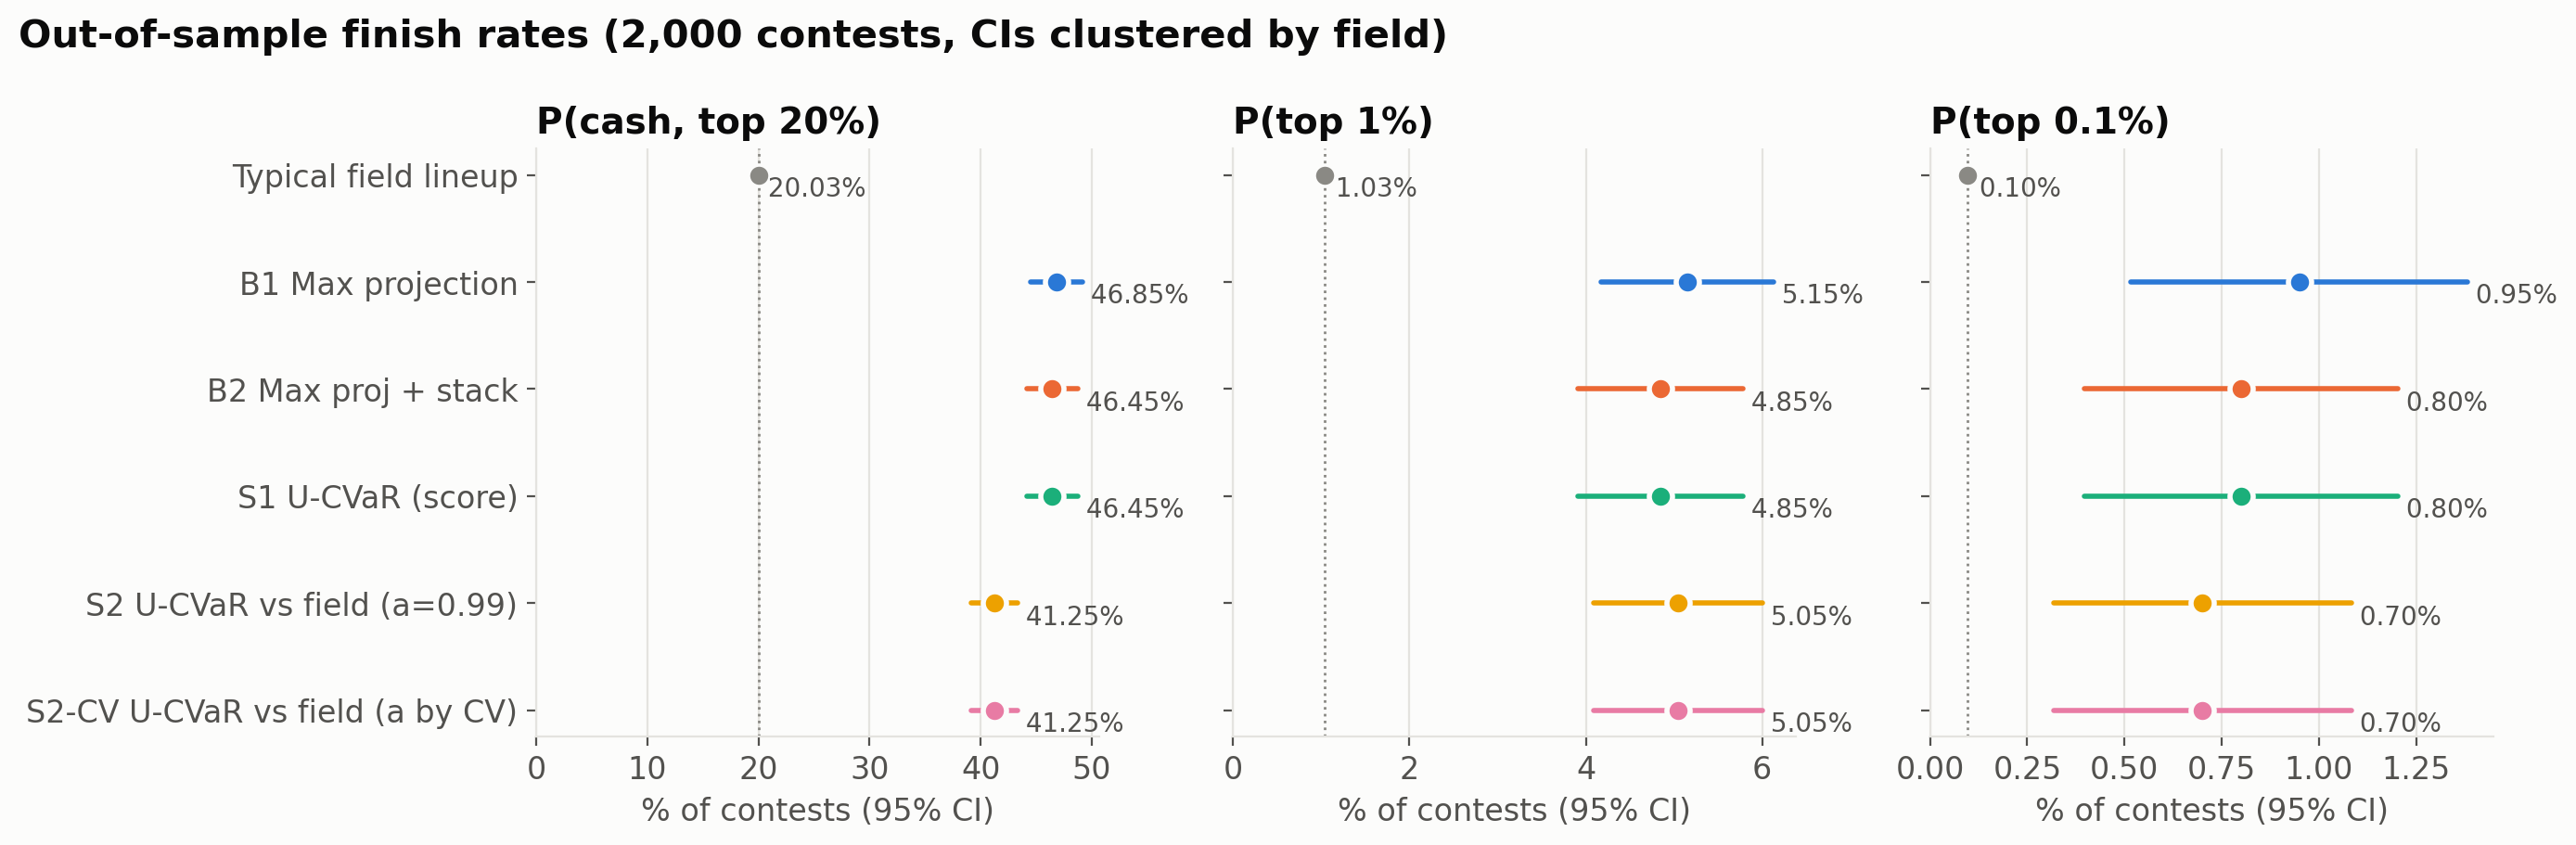 Out-of-sample finish rates (2,000 contests, CIs clustered by field)
P(cash, top 20%)
P(top 1%)
P(top 0.1%)
Typical field lineup
20.03%
1.03%
0.10%
B1 Max projection
46.85%
5.15%
0.95%
B2 Max proj + stack
46.45%
4.85%
0.80%
S1 U-CVaR (score)
46.45%
4.85%
0.80%
S2 U-CVaR vs field (a=0.99)
41.25%
5.05%
0.70%
S2-CV U-CVaR vs field (a by CV)
41.25%
5.05%
0.70%
0 10 20 30 40 50
0 2 4 6
0.00 0.25 0.50 0.75 1.00 1.25
% of contests (95% CI)
% of contests (95% CI)
% of contests (95% CI)